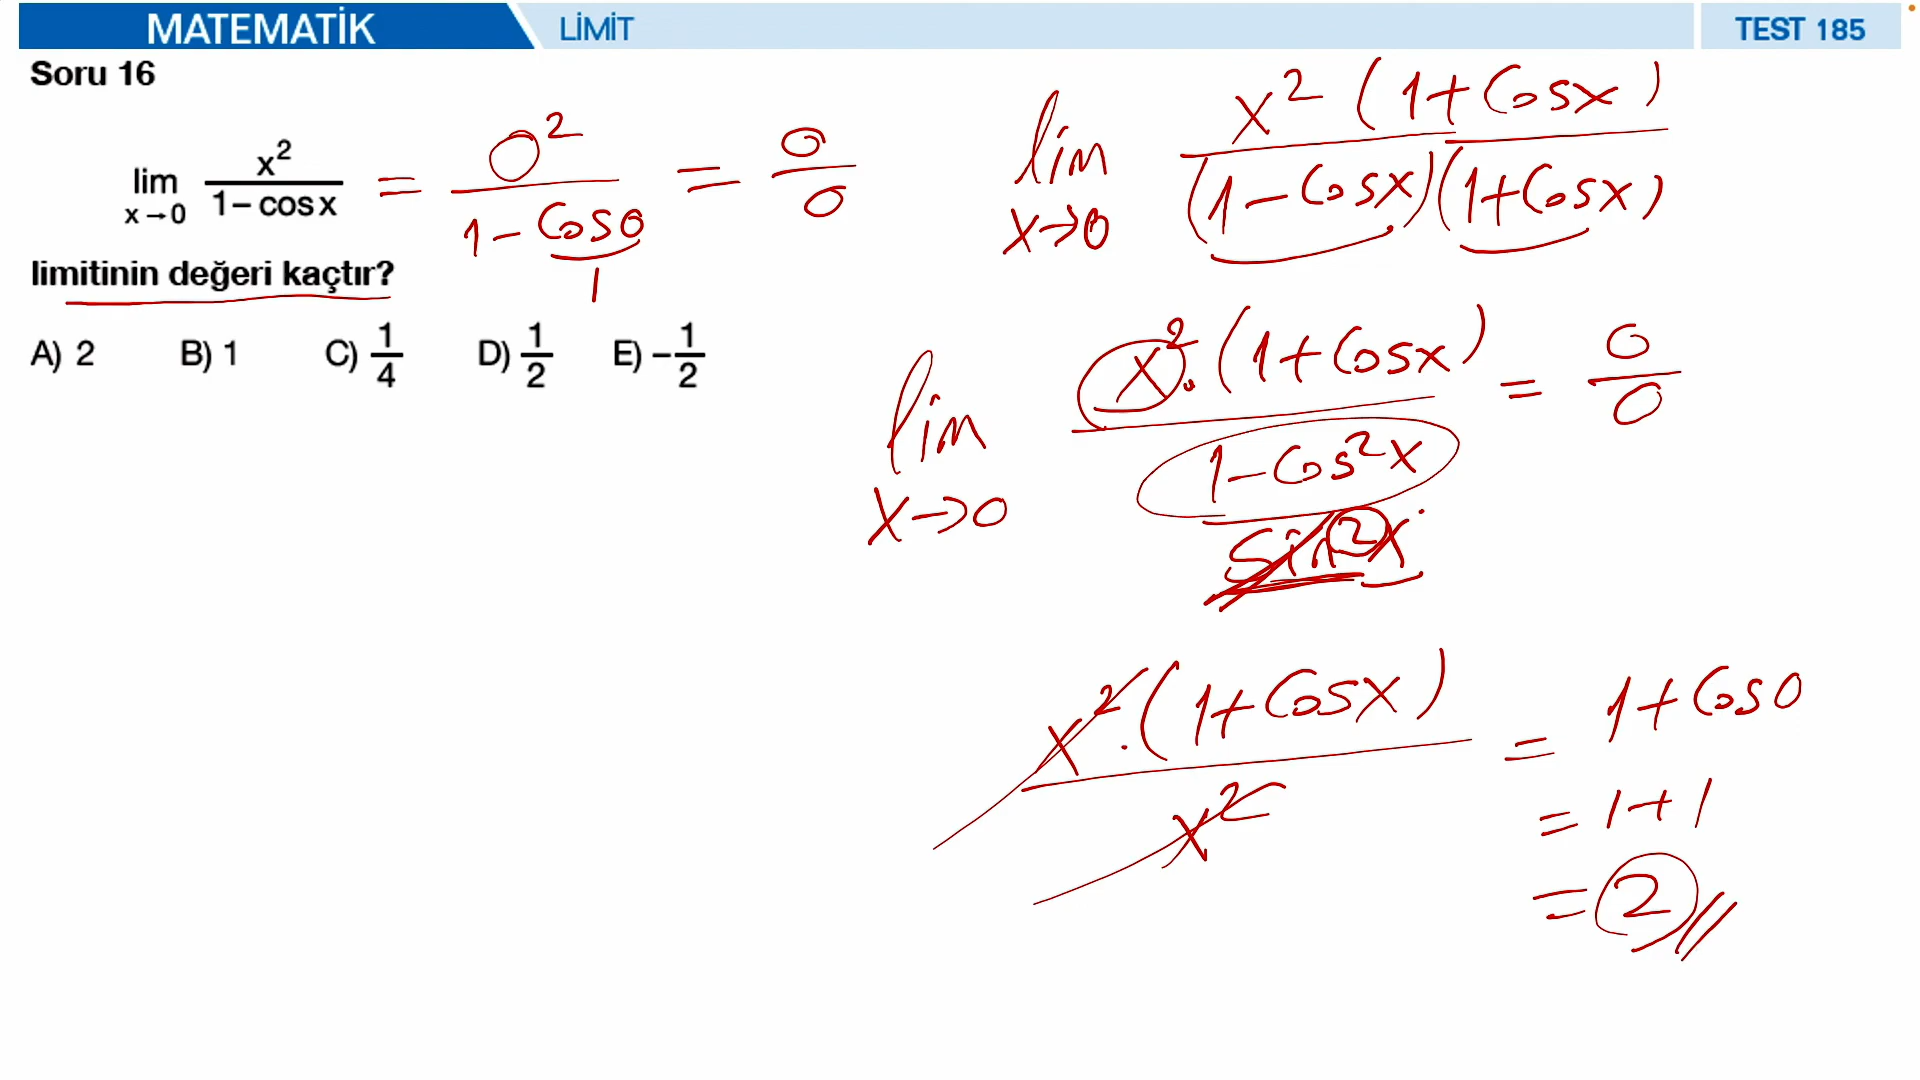 MATEMATİK LİMİT TEST 185
Soru 16
lim x→0 x² / 1 – cos x = 0² / 1 - Cos0 = 0 / 0
1
limitinin değeri kaçtır?
A) 2 B) 1 C) 1/4 D) 1/2 E) –1/2
lim x→0 x² (1+Cosx) / (1-Cosx)(1+Cosx)
lim x→0 x² . (1+Cosx) / 1-Cos²x = 0 / 0
Sin²x
x² . (1+Cosx) / x² = 1+Cos0
= 1+1
= 2